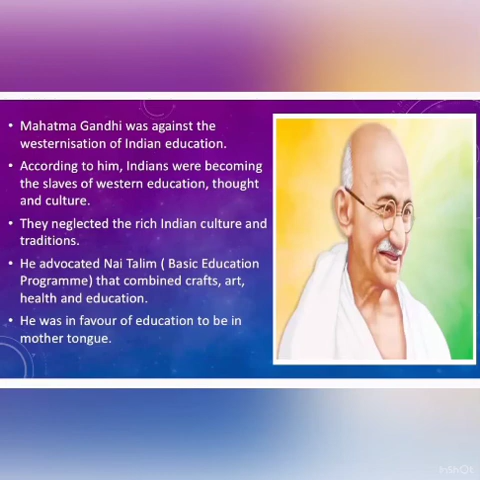 • Mahatma Gandhi was against the
westernisation of Indian education.
• According to him, Indians were becoming
the slaves of western education, thought
and culture.
• They neglected the rich Indian culture and
traditions.
• He advocated Nai Talim ( Basic Education
Programme) that combined crafts, art,
health and education.
• He was in favour of education to be in
mother tongue.
InShOt